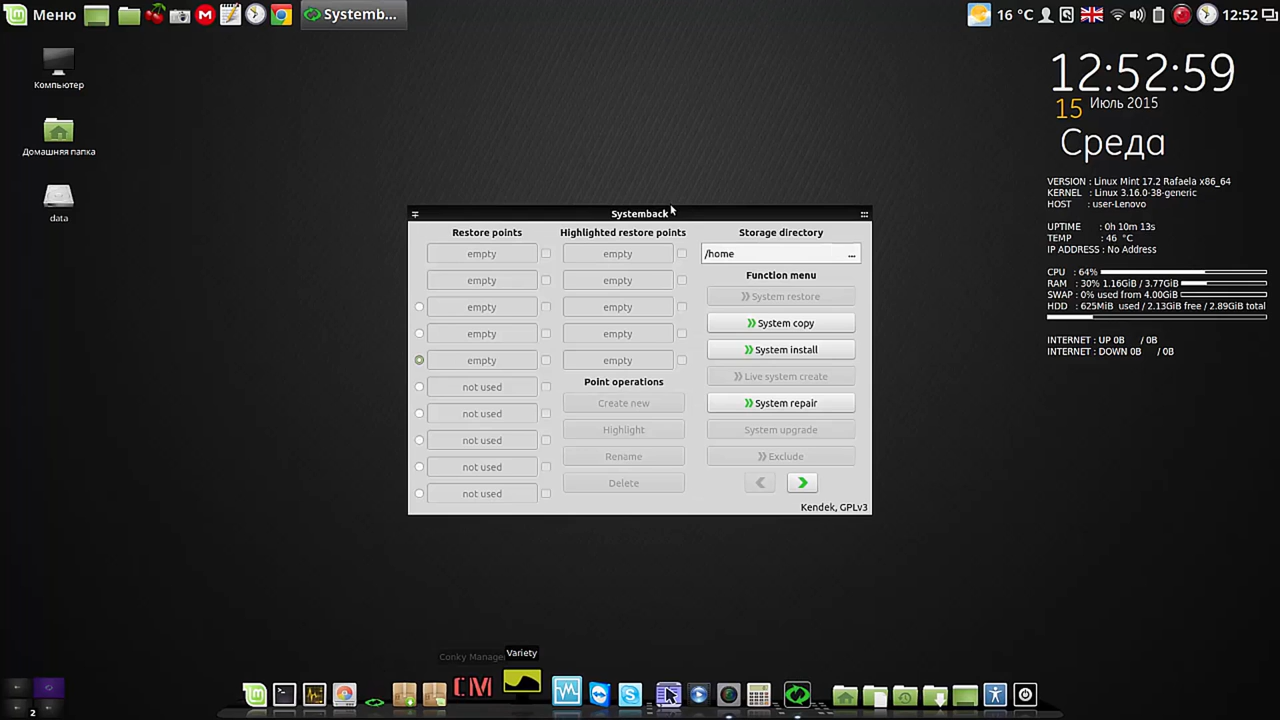 Меню
Systemb...
16 °C
12:52
Компьютер
Домашняя папка
data
12:52:59
15 Июль 2015
Среда
VERSION : Linux Mint 17.2 Rafaela x86_64
KERNEL : Linux 3.16.0-38-generic
HOST : user-Lenovo
UPTIME : 0h 10m 13s
TEMP : 46 °C
IP ADDRESS : No Address
CPU : 64%
RAM : 30% 1.16GiB / 3.77GiB
SWAP : 0% used from 4.00GiB
HDD : 625MiB used / 2.13GiB free / 2.89GiB total
INTERNET : UP 0B / 0B
INTERNET : DOWN 0B / 0B
Systemback
Restore points
empty
empty
empty
empty
empty
not used
not used
not used
not used
not used
Highlighted restore points
empty
empty
empty
empty
empty
Point operations
Create new
Highlight
Rename
Delete
Storage directory
/home
...
Function menu
System restore
System copy
System install
Live system create
System repair
System upgrade
Exclude
Kendek, GPLv3
Conky Manager
Variety
CM
2